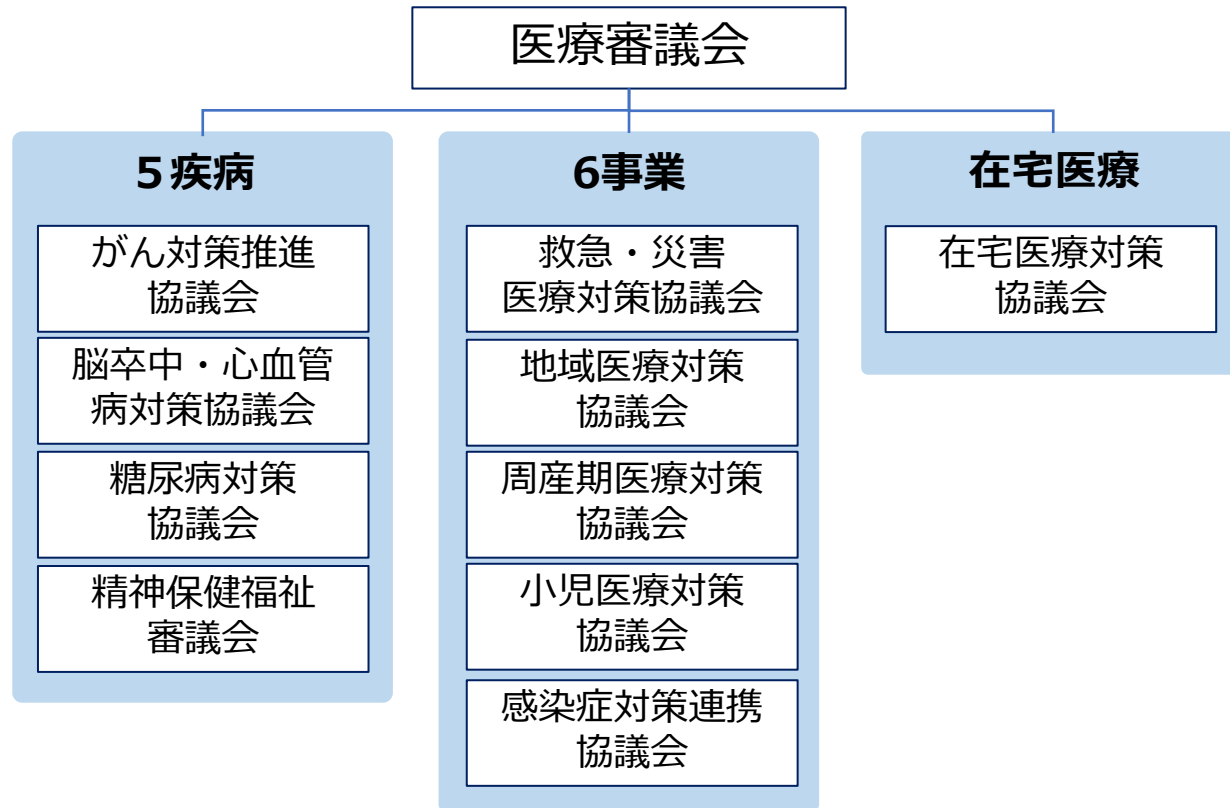 医療審議会
５疾病
がん対策推進
協議会
脳卒中・心血管
病対策協議会
糖尿病対策
協議会
精神保健福祉
審議会
6事業
救急・災害
医療対策協議会
地域医療対策
協議会
周産期医療対策
協議会
小児医療対策
協議会
感染症対策連携
協議会
在宅医療
在宅医療対策
協議会